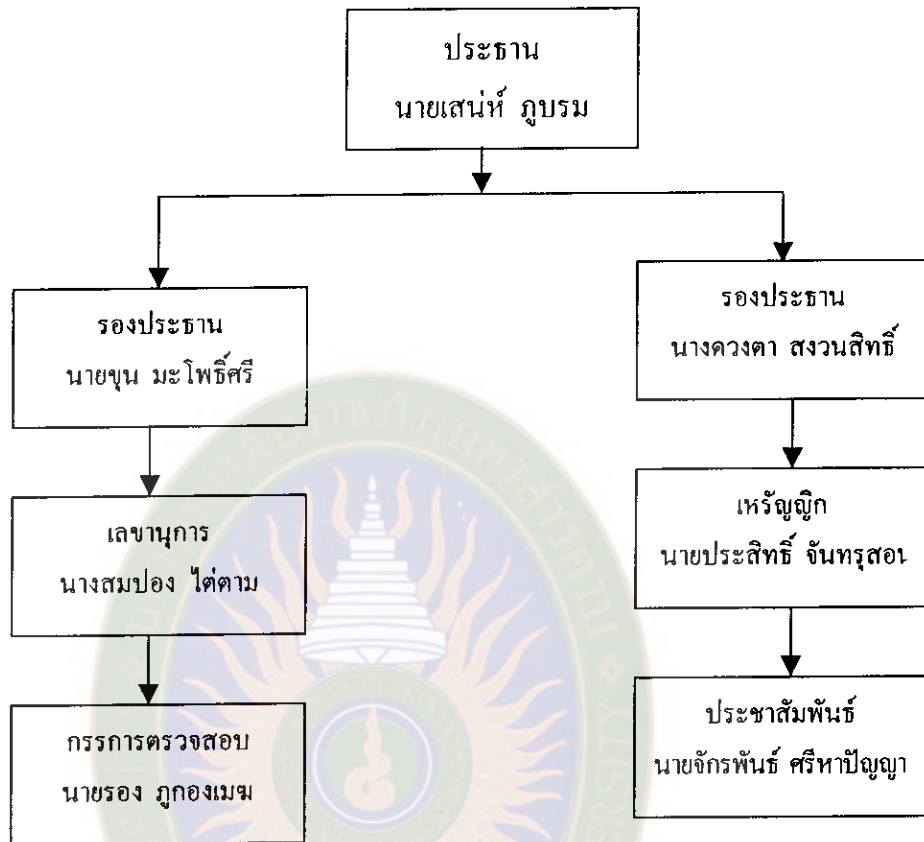 ประธาน
นายเสน่ห์ ภูบรม
รองประธาน
นายขุน มะโพธิ์ศรี
รองประธาน
นางดวงตา สงวนสิทธิ์
เลขานุการ
นางสมปอง ไต่ตาม
เหรัญญิก
นายประสิทธิ์ จันทรุสอน
กรรการตรวจสอบ
นายรอง ภูกองเมฆ
ประชาสัมพันธ์
นายจักรพันธ์ ศรีหาปัญญา